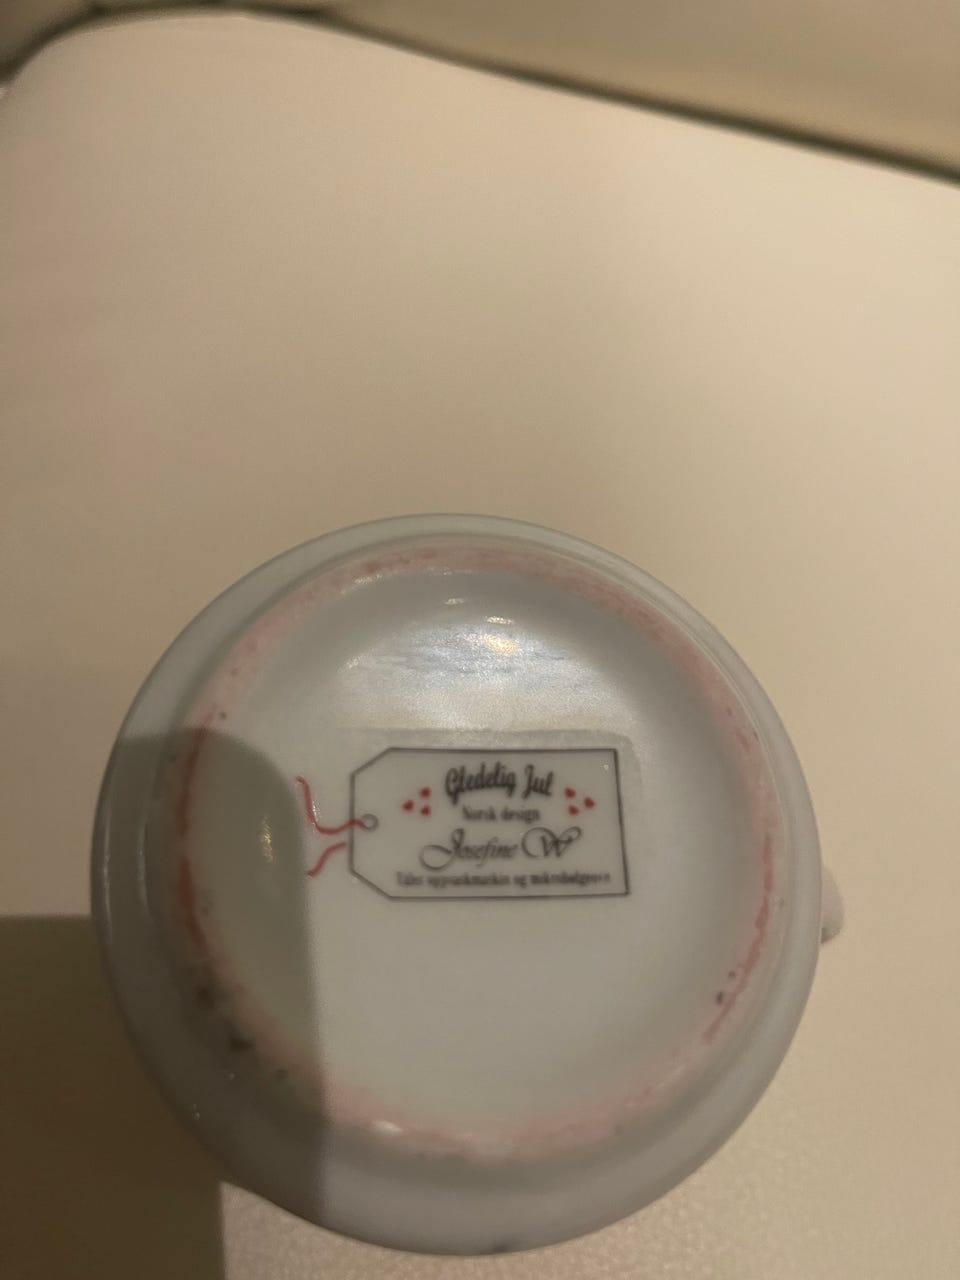 Gledelig Jul
Norsk design
Josefine W
Tåler oppvaskmaskin og mikrobølgeovn